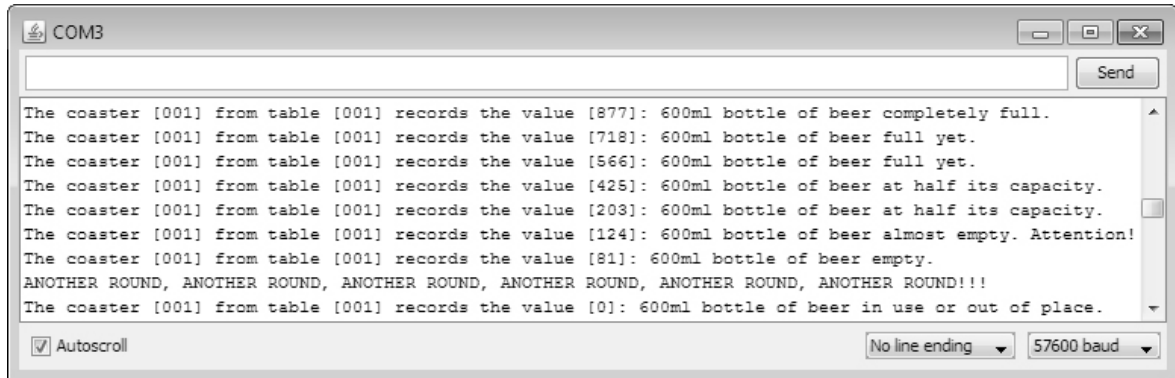 COM3
Send
The coaster [001] from table [001] records the value [877]: 600ml bottle of beer completely full.
The coaster [001] from table [001] records the value [718]: 600ml bottle of beer full yet.
The coaster [001] from table [001] records the value [566]: 600ml bottle of beer full yet.
The coaster [001] from table [001] records the value [425]: 600ml bottle of beer at half its capacity.
The coaster [001] from table [001] records the value [203]: 600ml bottle of beer at half its capacity.
The coaster [001] from table [001] records the value [124]: 600ml bottle of beer almost empty. Attention!
The coaster [001] from table [001] records the value [81]: 600ml bottle of beer empty.
ANOTHER ROUND, ANOTHER ROUND, ANOTHER ROUND, ANOTHER ROUND, ANOTHER ROUND, ANOTHER ROUND!!!
The coaster [001] from table [001] records the value [0]: 600ml bottle of beer in use or out of place.
Autoscroll No line ending 57600 baud